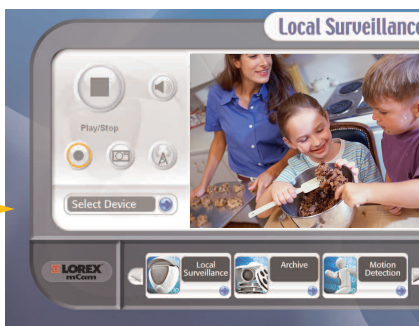 Local Surveillance
Play/Stop
Select Device
LOREX
mCam
Local
Surveillance
Archive
Motion
Detection